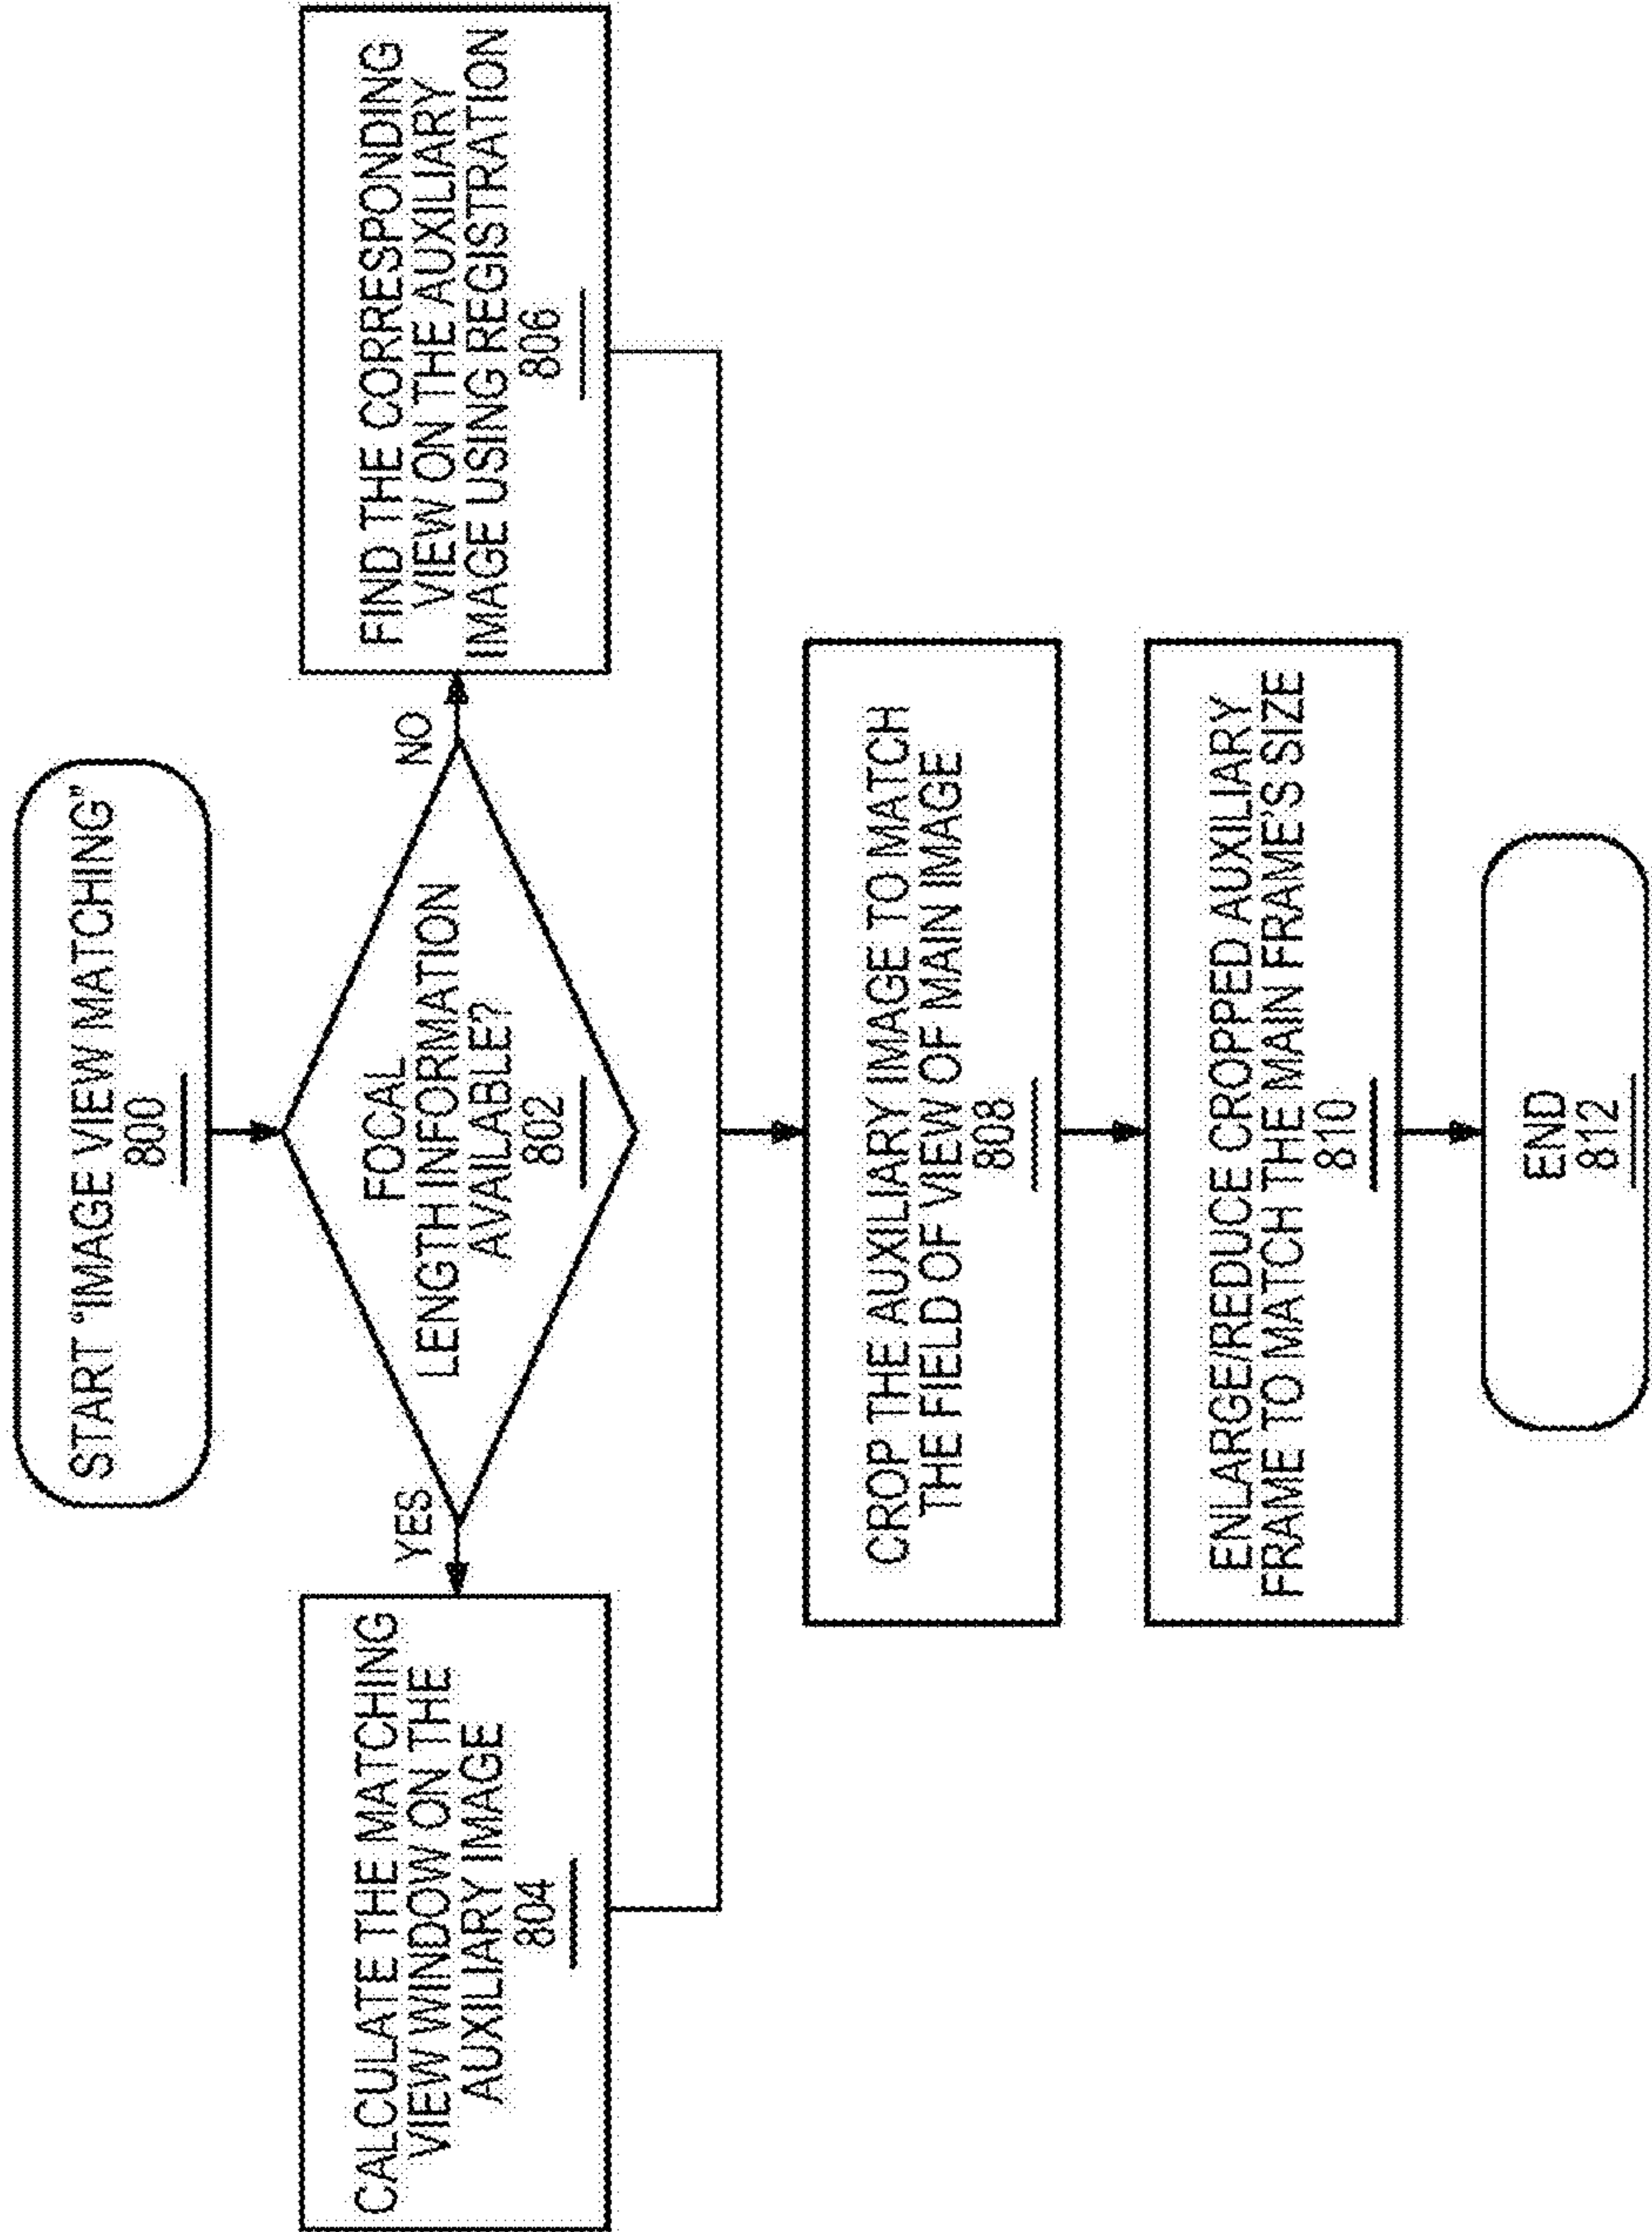 START “IMAGE VIEW MATCHING”
800
FOCAL
LENGTH INFORMATION
AVAILABLE?
802
YES
NO
CALCULATE THE MATCHING
VIEW WINDOW ON THE
AUXILIARY IMAGE
804
FIND THE CORRESPONDING
VIEW ON THE AUXILIARY
IMAGE USING REGISTRATION
806
CROP THE AUXILIARY IMAGE TO MATCH
THE FIELD OF VIEW OF MAIN IMAGE
808
ENLARGE/REDUCE CROPPED AUXILIARY
FRAME TO MATCH THE MAIN FRAME’S SIZE
810
END
812